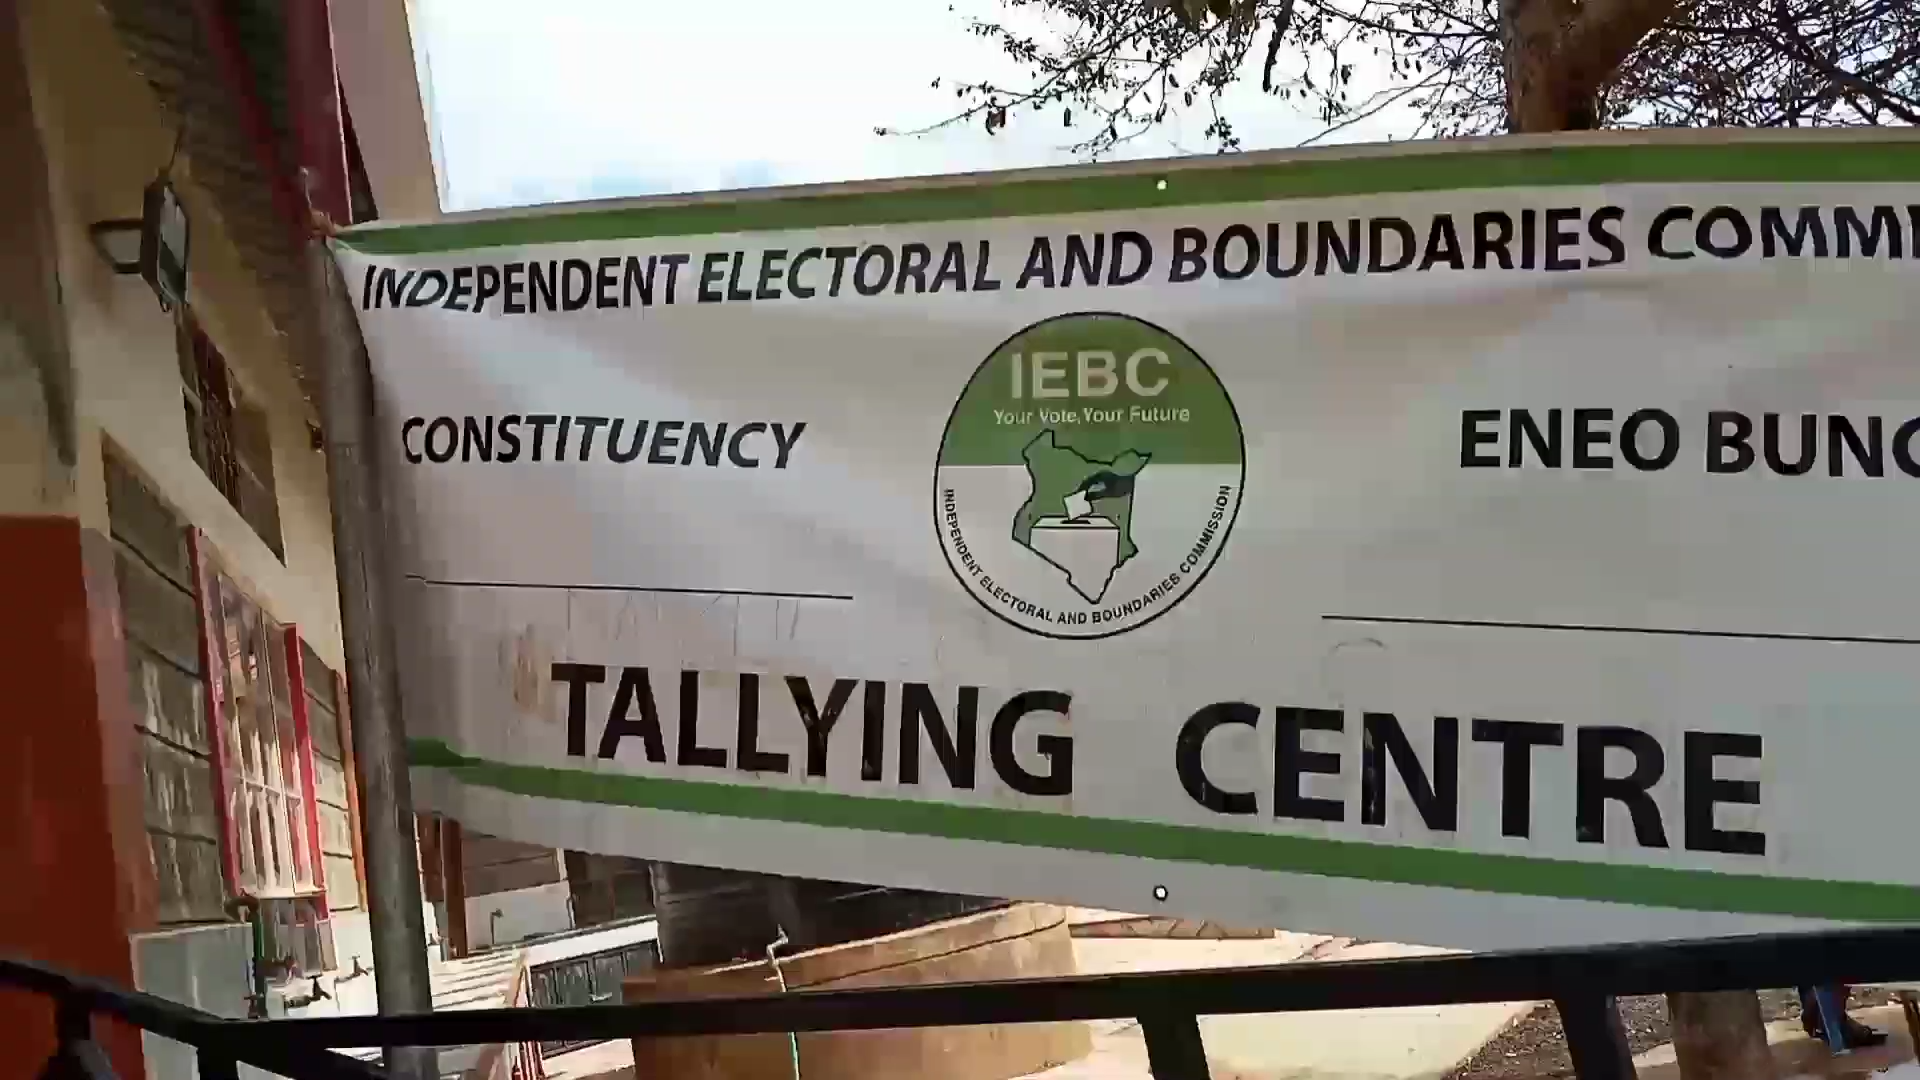 INDEPENDENT ELECTORAL AND BOUNDARIES COMMI
IEBC
Your Vote, Your Future
INDEPENDENT ELECTORAL AND BOUNDARIES COMMISSION
CONSTITUENCY
ENEO BUNG
TALLYING CENTRE